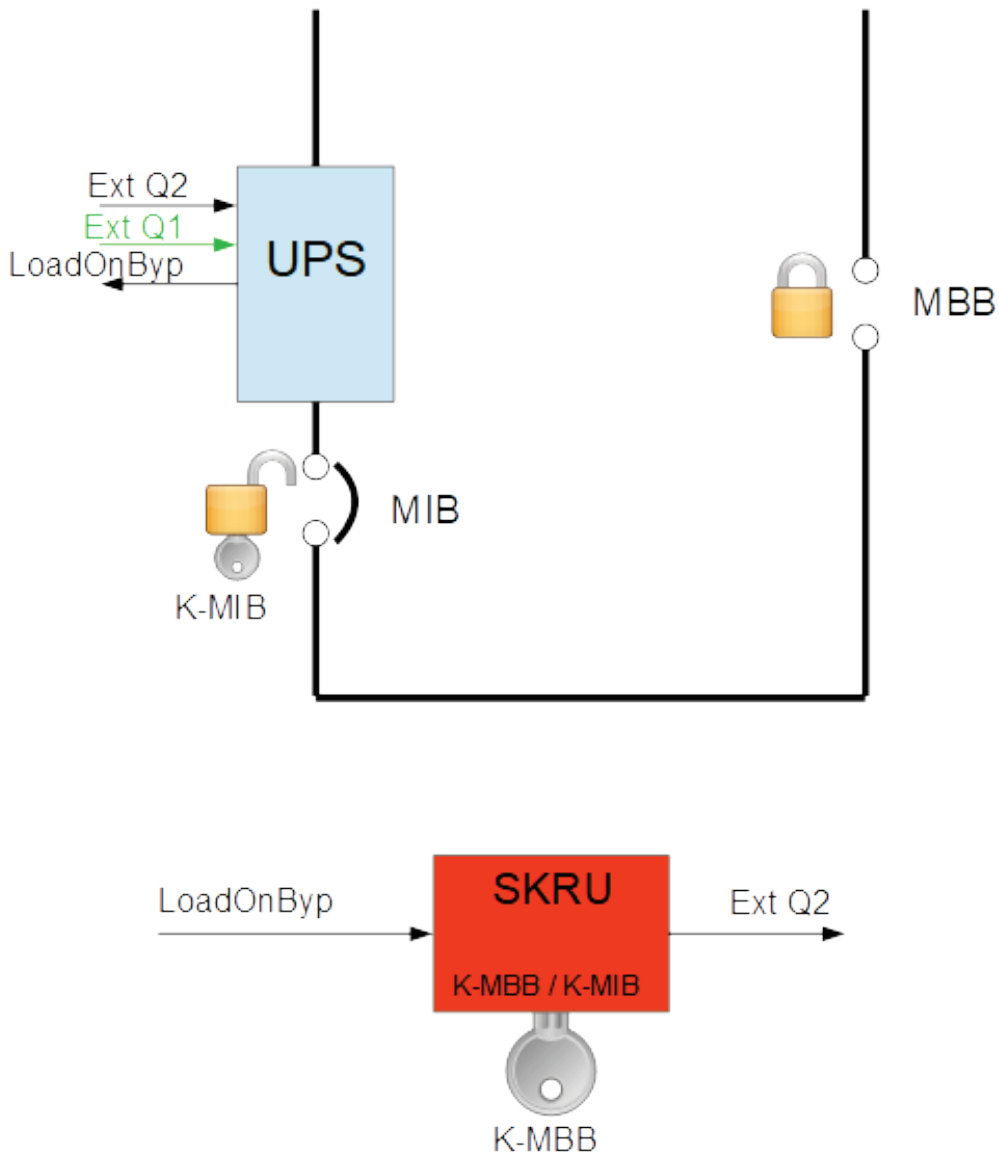 Ext Q2
Ext Q1
LoadOnByp
UPS
MBB
MIB
K-MIB
SKRU
LoadOnByp
Ext Q2
K-MBB / K-MIB
K-MBB